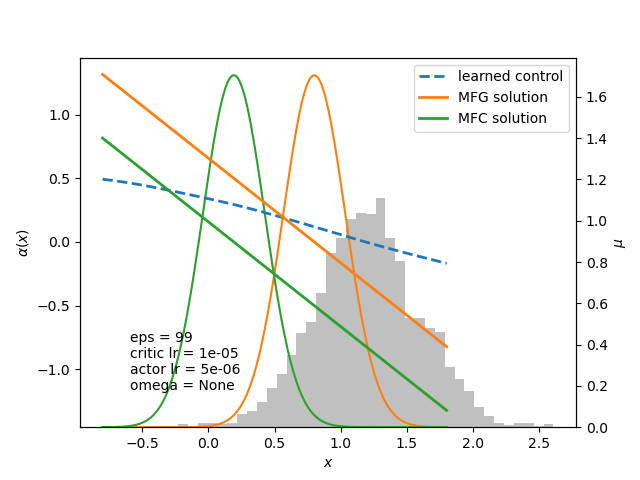 learned control
MFG solution
MFC solution
1.0
0.5
0.0
−0.5
−1.0
α(x)
1.6
1.4
1.2
1.0
0.8
0.6
0.4
0.2
0.0
μ
eps = 99
critic lr = 1e-05
actor lr = 5e-06
omega = None
−0.5 0.0 0.5 1.0 1.5 2.0 2.5
x